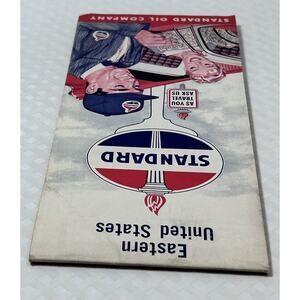 STANDARD OIL COMPANY
AS YOU
TRAVEL
ASK US
STANDARD
Eastern
United States